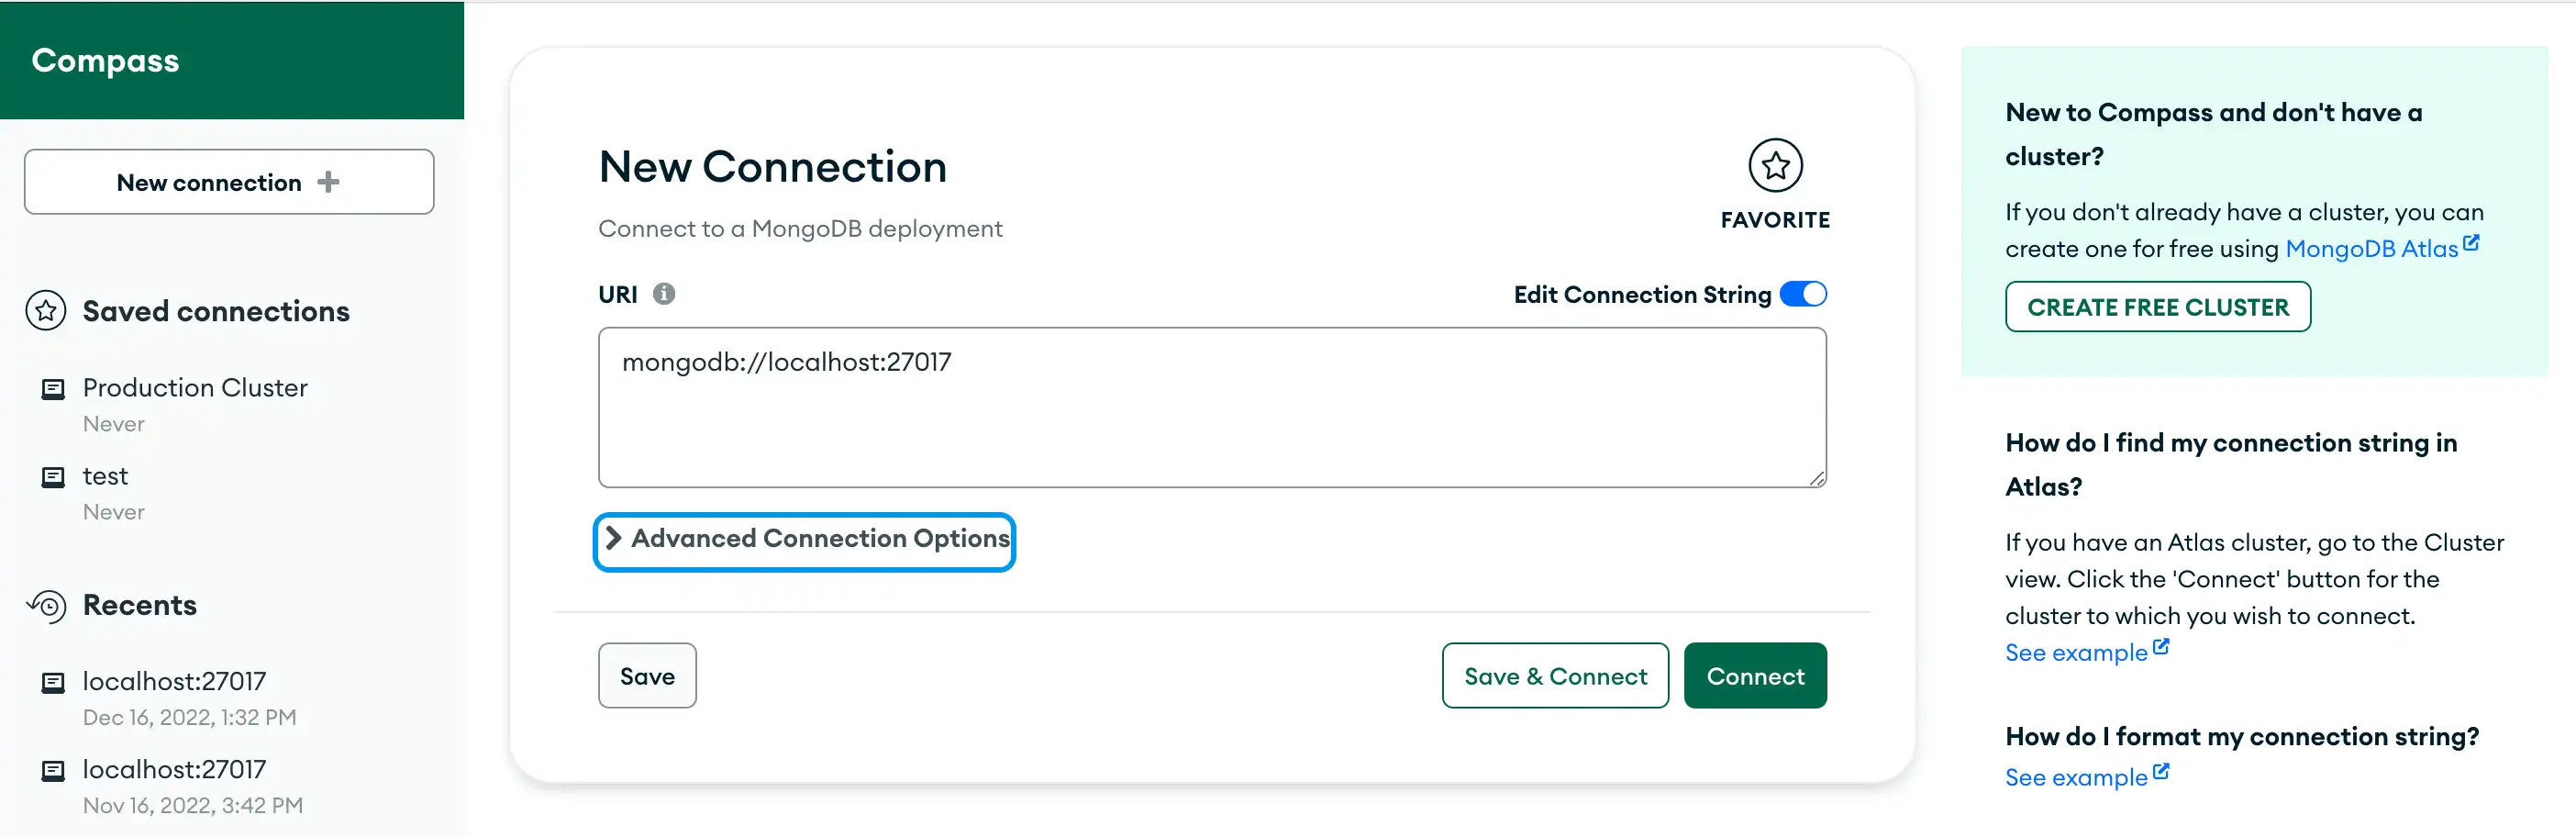 Compass
New connection
Saved connections
Production Cluster
Never
test
Never
Recents
localhost:27017
Dec 16, 2022, 1:32 PM
localhost:27017
Nov 16, 2022, 3:42 PM
New Connection
FAVORITE
Connect to a MongoDB deployment
URI
Edit Connection String
mongodb://localhost:27017
Advanced Connection Options
Save
Save & Connect
Connect
New to Compass and don't have a
cluster?
If you don't already have a cluster, you can
create one for free using MongoDB Atlas
CREATE FREE CLUSTER
How do I find my connection string in
Atlas?
If you have an Atlas cluster, go to the Cluster
view. Click the 'Connect' button for the
cluster to which you wish to connect.
See example
How do I format my connection string?
See example